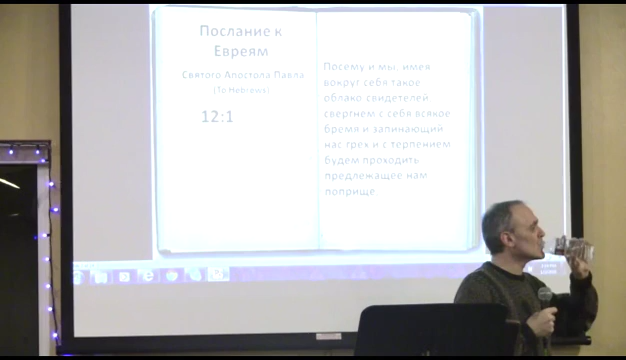 Послание к
Евреям
Святого Апостола Павла
(To Hebrews)
12:1
Посему и мы, имея
вокруг себя такое
облако свидетелей
свергнем с себя всякое
бремя и запинающий
нас грех и с терпением
будем проходить
предлежащее нам
поприще